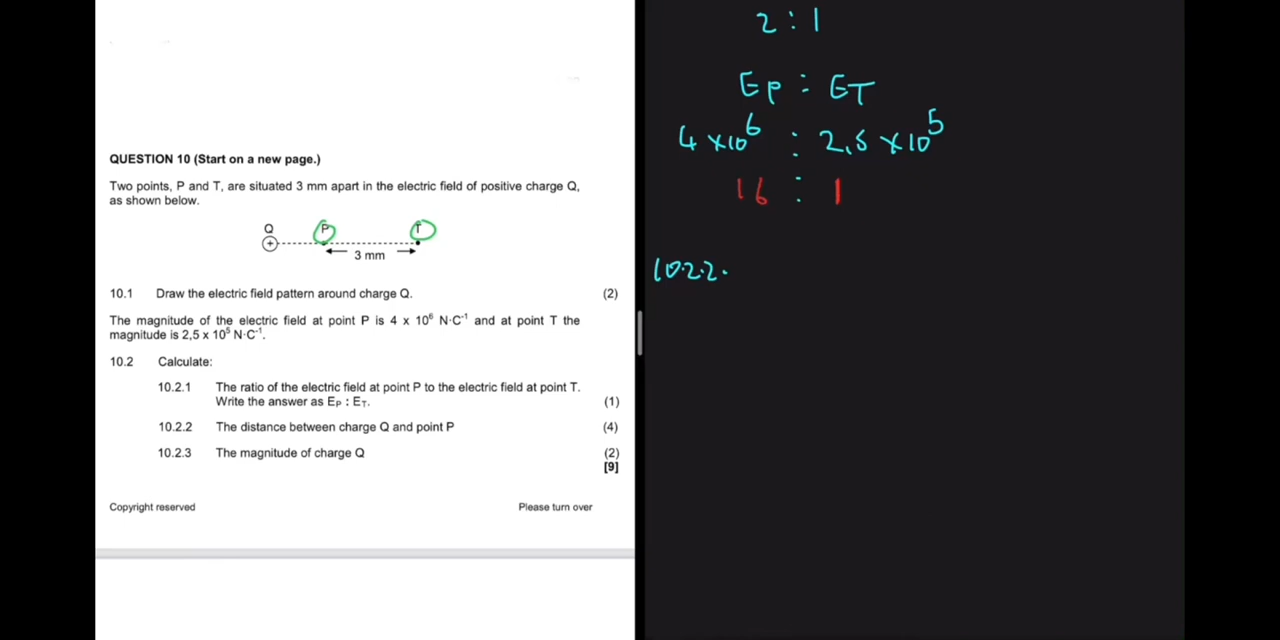 QUESTION 10 (Start on a new page.)
Two points, P and T, are situated 3 mm apart in the electric field of positive charge Q,
as shown below.
Q P T
+
3 mm
10.1 Draw the electric field pattern around charge Q. (2)
The magnitude of the electric field at point P is 4 x 10⁶ N·C⁻¹ and at point T the
magnitude is 2,5 x 10⁵ N·C⁻¹.
10.2 Calculate:
10.2.1 The ratio of the electric field at point P to the electric field at point T.
Write the answer as EP : ET. (1)
10.2.2 The distance between charge Q and point P (4)
10.2.3 The magnitude of charge Q (2)
[9]
Copyright reserved Please turn over
2 : 1
EP : ET
4 × 10⁶ : 2,5 × 10⁵
16 : 1
10.2.2.